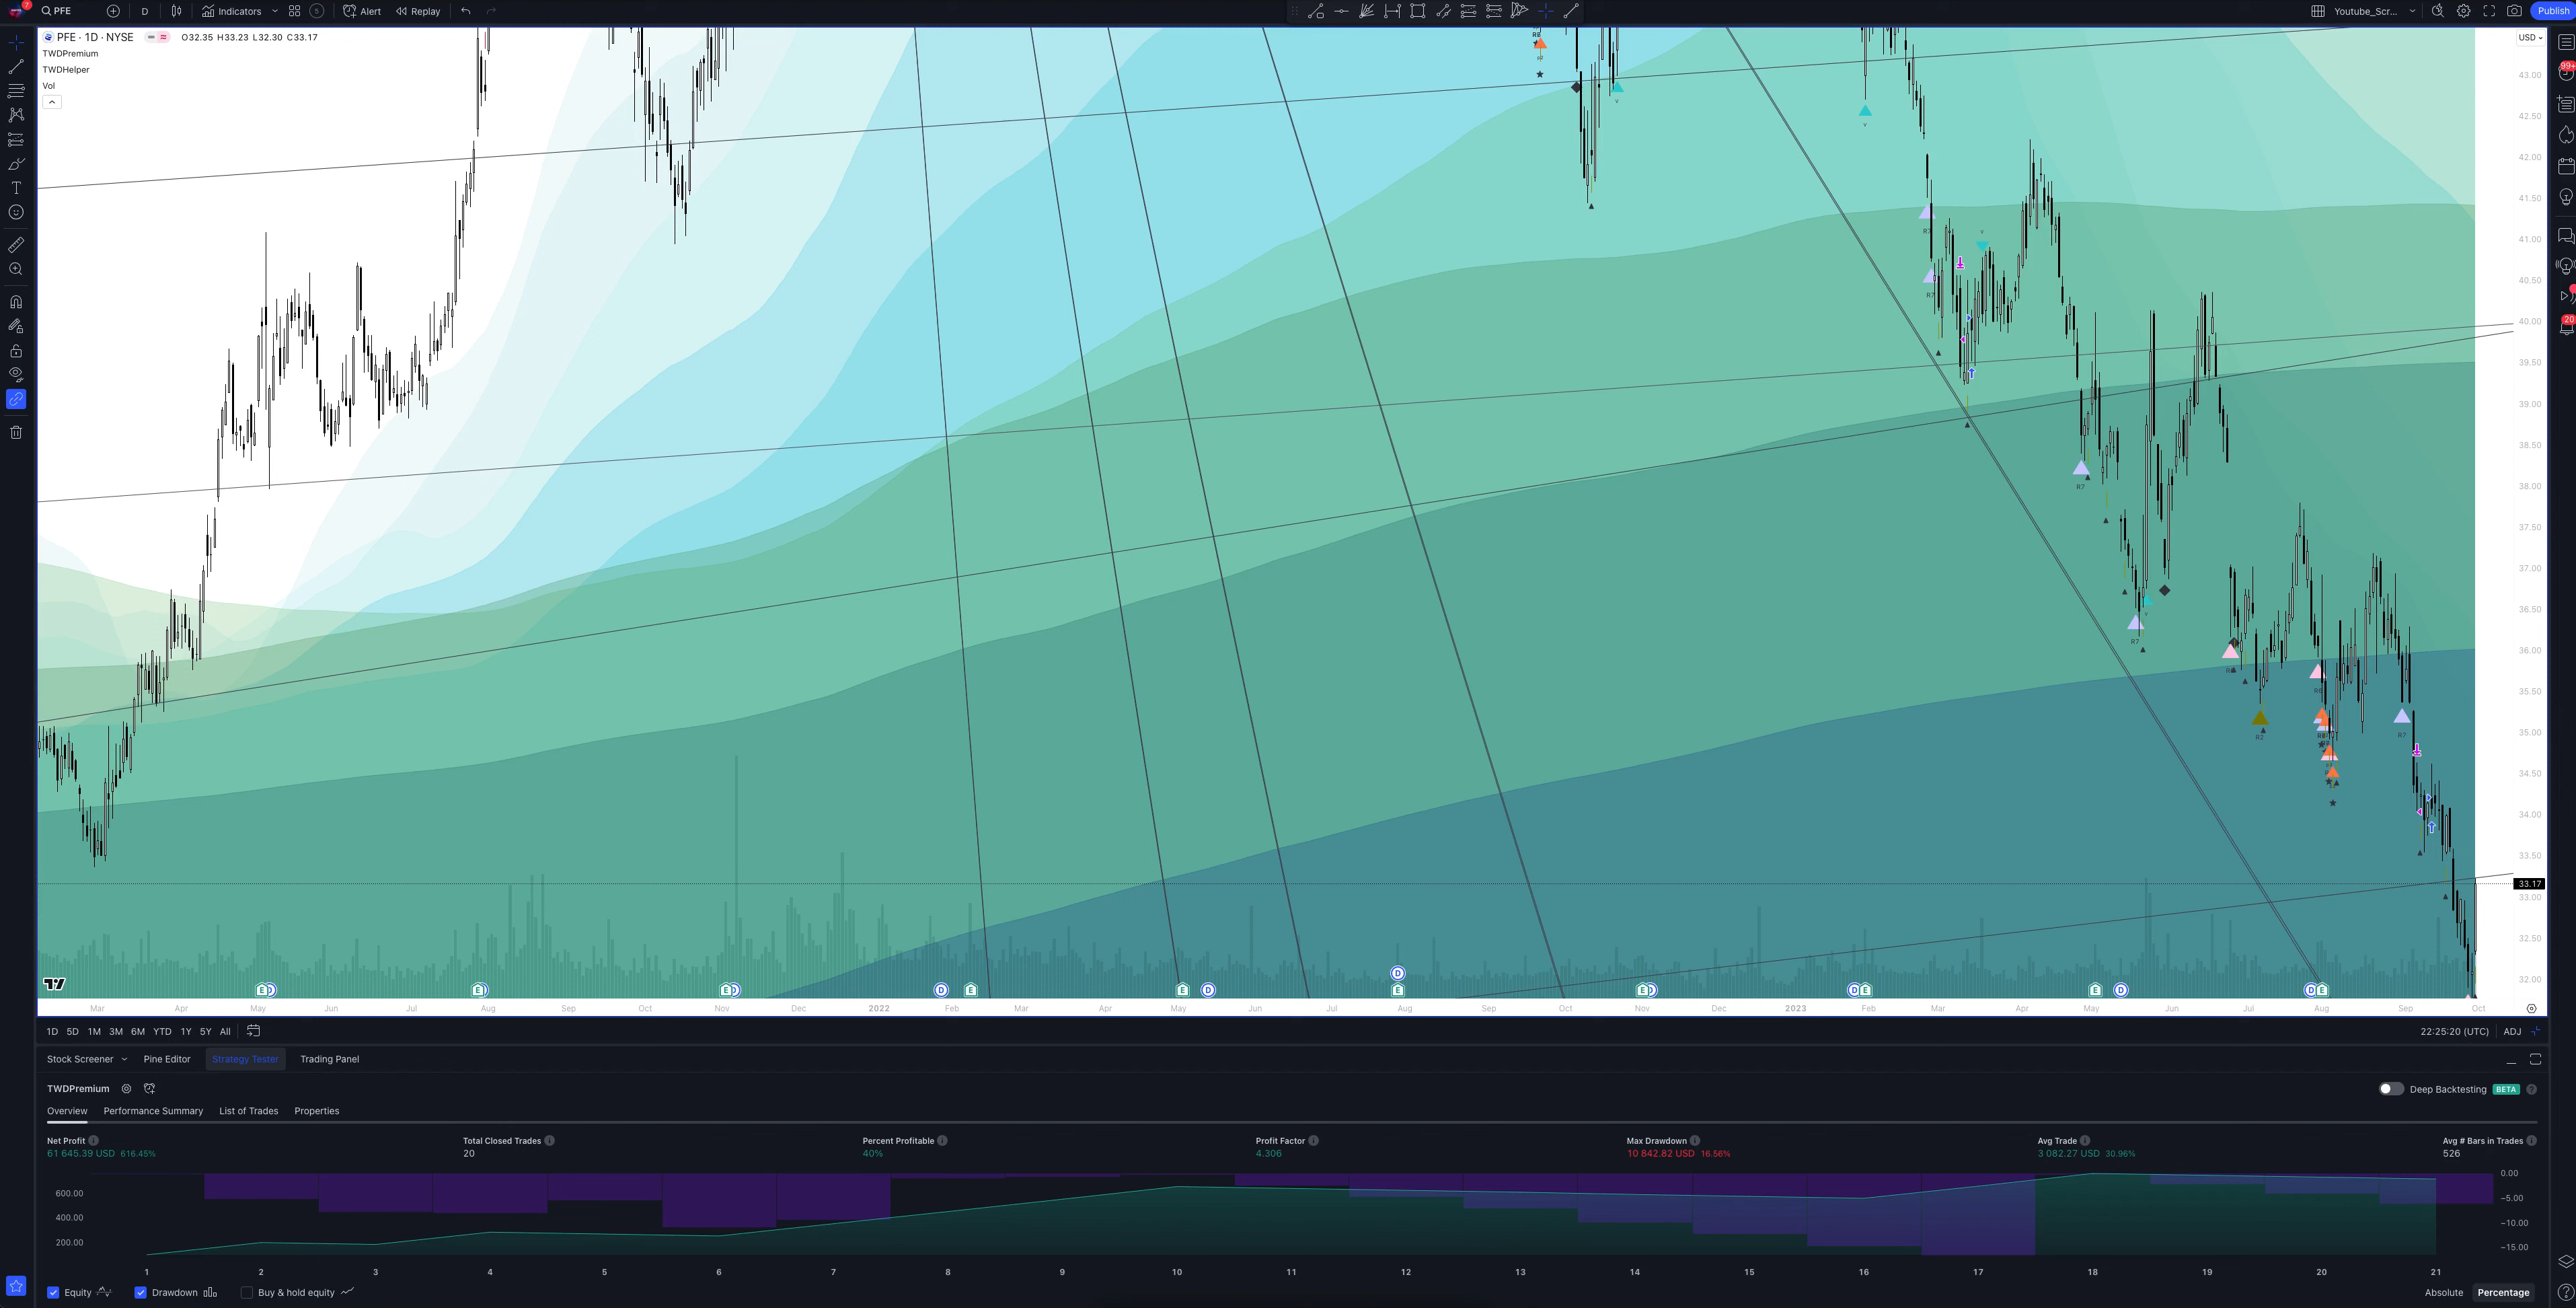 7 PFE D Indicators 5 Alert Replay Youtube_Scr... Publish
PFE · 1D · NYSE O32.35 H33.23 L32.30 C33.17 USD
TWDPremium
TWDHelper
Vol
99+
20
43.00
42.50
42.00
41.50
41.00
40.50
40.00
39.50
39.00
38.50
38.00
37.50
37.00
36.50
36.00
35.50
35.00
34.50
34.00
33.50
33.17
33.00
32.50
32.00
R7
R7
R7
R7
R2
R7
E D E D E D D E E D D E E D D E E D D E
Mar Apr May Jun Jul Aug Sep Oct Nov Dec 2022 Feb Mar Apr May Jun Jul Aug Sep Oct Nov Dec 2023 Feb Mar Apr May Jun Jul Aug Sep Oct
1D 5D 1M 3M 6M YTD 1Y 5Y All 22:25:20 (UTC) ADJ
Stock Screener Pine Editor Strategy Tester Trading Panel
TWDPremium Deep Backtesting BETA
Overview Performance Summary List of Trades Properties
Net Profit Total Closed Trades Percent Profitable Profit Factor Max Drawdown Avg Trade Avg # Bars in Trades
61 645.39 USD 616.45% 20 40% 4.306 10 842.82 USD 16.56% 3 082.27 USD 30.96% 526
600.00
400.00
200.00
0.00
−5.00
−10.00
−15.00
1 2 3 4 5 6 7 8 9 10 11 12 13 14 15 16 17 18 19 20 21
Equity Drawdown Buy & hold equity Absolute Percentage